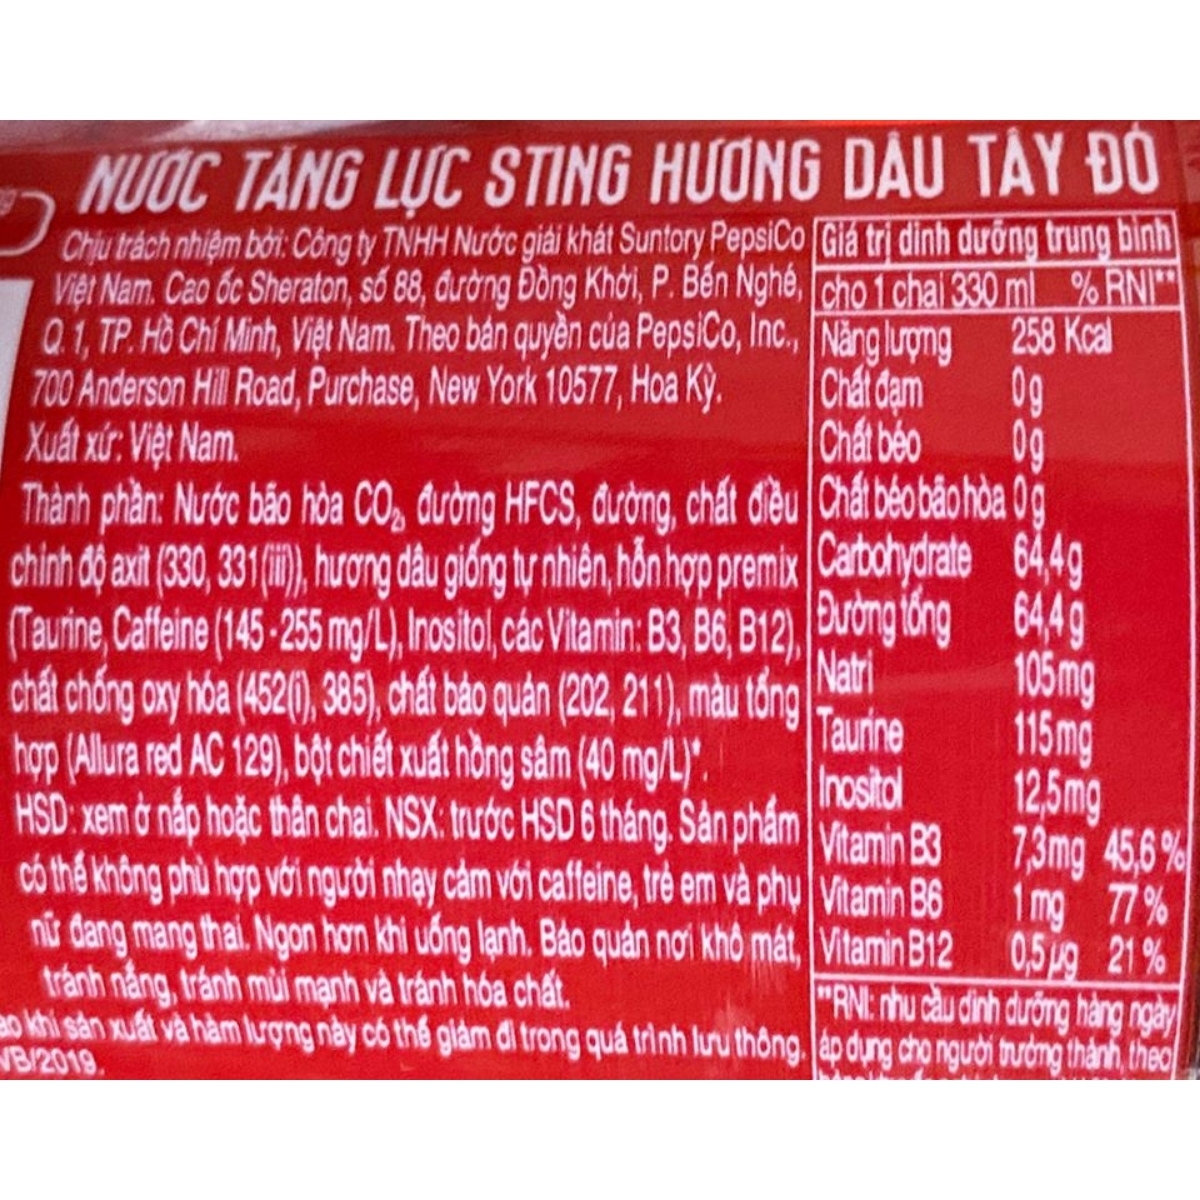 NƯỚC TĂNG LỰC STING HƯƠNG DÂU TÂY ĐỎ
Chịu trách nhiệm bởi: Công ty TNHH Nước giải khát Suntory PepsiCo
Việt Nam. Cao ốc Sheraton, số 88, đường Đồng Khởi, P. Bến Nghé,
Q.1, TP. Hồ Chí Minh, Việt Nam. Theo bản quyền của PepsiCo, Inc.,
700 Anderson Hill Road, Purchase, New York 10577, Hoa Kỳ.
Xuất xứ: Việt Nam.
Thành phần: Nước bão hòa CO₂, đường HFCS, đường, chất điều
chỉnh độ axit (330, 331(iii)), hương dâu giống tự nhiên, hỗn hợp premix
(Taurine, Caffeine (145-255 mg/L), Inositol, các Vitamin: B3, B6, B12),
chất chống oxy hóa (452(i), 385), chất bảo quản (202, 211), màu tổng
hợp (Allura red AC 129), bột chiết xuất hồng sâm (40 mg/L)*.
HSD: xem ở nắp hoặc thân chai. NSX: trước HSD 6 tháng. Sản phẩm
có thể không phù hợp với người nhạy cảm với caffeine, trẻ em và phụ
nữ đang mang thai. Ngon hơn khi uống lạnh. Bảo quản nơi khô mát,
tránh nắng, tránh mùi mạnh và tránh hóa chất.
khi sản xuất và hàm lượng này có thể giảm đi trong quá trình lưu thông.
VB/2019.
Giá trị dinh dưỡng trung bình
cho 1 chai 330 ml % RNI**
Năng lượng 258 Kcal
Chất đạm 0g
Chất béo 0g
Chất béo bão hòa 0g
Carbohydrate 64,4g
Đường tổng 64,4g
Natri 105mg
Taurine 115mg
Inositol 12,5mg
Vitamin B3 7,3mg 45,6%
Vitamin B6 1mg 77%
Vitamin B12 0,5µg 21%
**RNI: nhu cầu dinh dưỡng hàng ngày
áp dụng cho người trưởng thành, theo